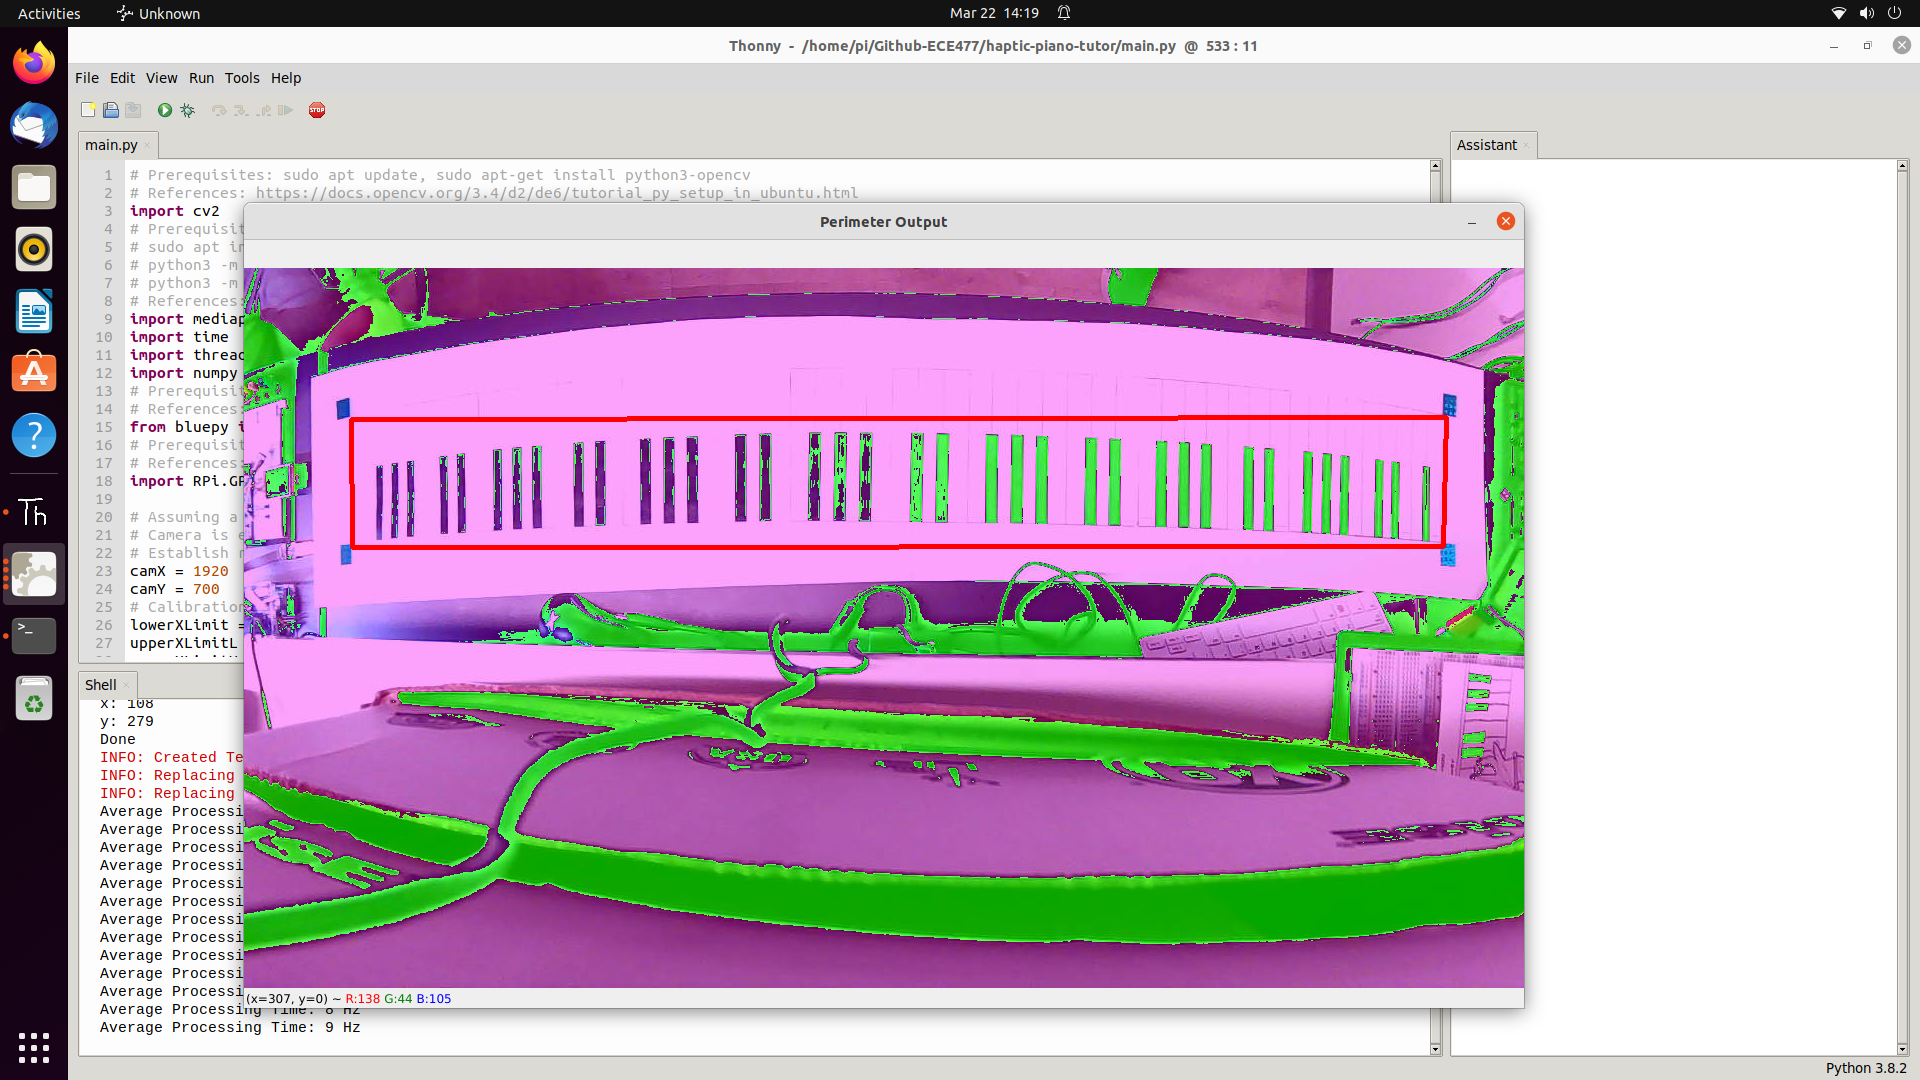 Activities
Unknown
Mar 22 14:19
Thonny - /home/pi/Github-ECE477/haptic-piano-tutor/main.py @ 533 : 11
File Edit View Run Tools Help
STOP
main.py
Assistant
1 # Prerequisites: sudo apt update, sudo apt-get install python3-opencv
2 # References: https://docs.opencv.org/3.4/d2/de6/tutorial_py_setup_in_ubuntu.html
3 import cv2
4 # Prerequisit
5 # sudo apt in
6 # python3 -m
7 # python3 -m
8 # References:
9 import mediap
10 import time
11 import thread
12 import numpy
13 # Prerequisit
14 # References:
15 from bluepy i
16 # Prerequisit
17 # References:
18 import RPi.GP
19
20 # Assuming a
21 # Camera is e
22 # Establish m
23 camX = 1920
24 camY = 700
25 # Calibration
26 lowerXLimit =
27 upperXLimitL
Perimeter Output
(x=307, y=0) ~ R:138 G:44 B:105
Shell
x: 108
y: 279
Done
INFO: Created Te
INFO: Replacing
INFO: Replacing
Average Processi
Average Processi
Average Processi
Average Processi
Average Processi
Average Processi
Average Processi
Average Processi
Average Processi
Average Processi
Average Processi
Average Processing Time: 8 Hz
Average Processing Time: 9 Hz
Python 3.8.2